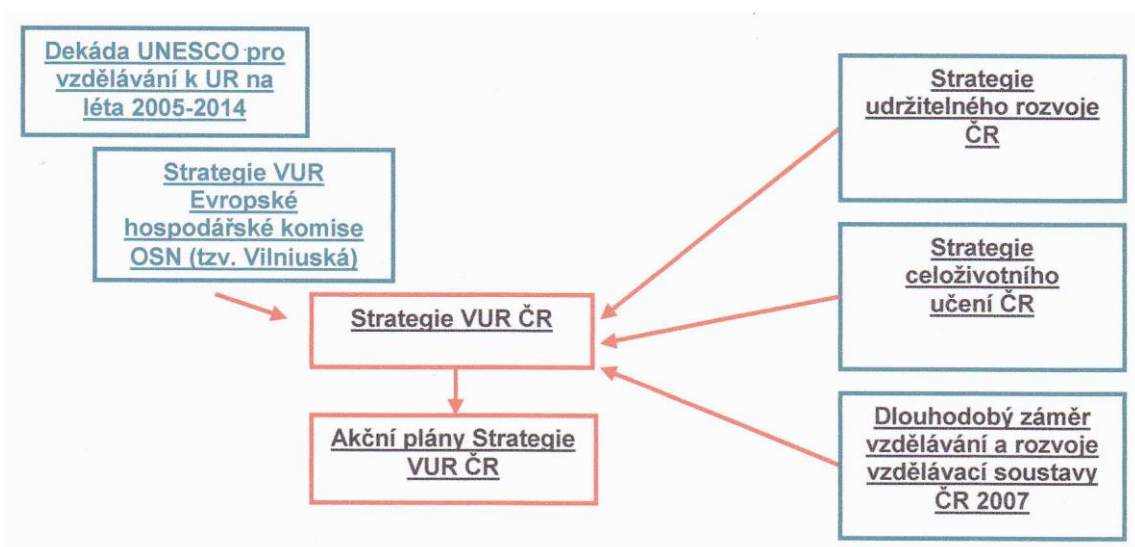 Dekáda UNESCO pro
vzdělávání k UR na
léta 2005-2014
Strategie VUR
Evropské
hospodářské komise
OSN (tzv. Vilniuská)
Strategie VUR ČR
Akční plány Strategie
VUR ČR
Strategie
udržitelného rozvoje
ČR
Strategie
celoživotního
učení ČR
Dlouhodobý záměr
vzdělávání a rozvoje
vzdělávací soustavy
ČR 2007